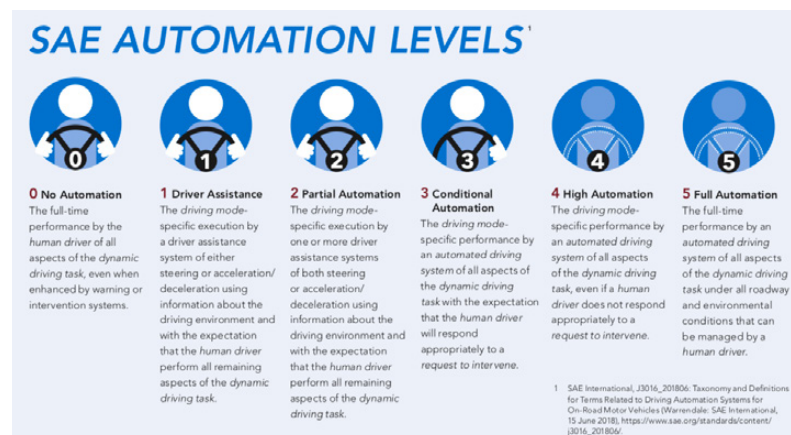 SAE AUTOMATION LEVELS¹
0
1
2
3
4
5
0 No Automation
The full-time
performance by the
human driver of all
aspects of the dynamic
driving task, even when
enhanced by warning or
intervention systems.
1 Driver Assistance
The driving mode-
specific execution by
a driver assistance
system of either
steering or acceleration/
deceleration using
information about the
driving environment and
with the expectation
that the human driver
perform all remaining
aspects of the dynamic
driving task.
2 Partial Automation
The driving mode-
specific execution by
one or more driver
assistance systems
of both steering
or acceleration/
deceleration using
information about the
driving environment and
with the expectation
that the human driver
perform all remaining
aspects of the dynamic
driving task.
3 Conditional
Automation
The driving mode-
specific performance by
an automated driving
system of all aspects of
the dynamic driving
task with the expectation
that the human driver
will respond
appropriately to a
request to intervene.
4 High Automation
The driving mode-
specific performance by
an automated driving
system of all aspects
of the dynamic driving
task, even if a human
driver does not respond
appropriately to a
request to intervene.
5 Full Automation
The full-time
performance by an
automated driving
system of all aspects
of the dynamic driving
task under all roadway
and environmental
conditions that can
be managed by a
human driver.
1 SAE International, J3016_201806: Taxonomy and Definitions
for Terms Related to Driving Automation Systems for
On-Road Motor Vehicles (Warrendale: SAE International,
15 June 2018), https://www.sae.org/standards/content/
j3016_201806/.